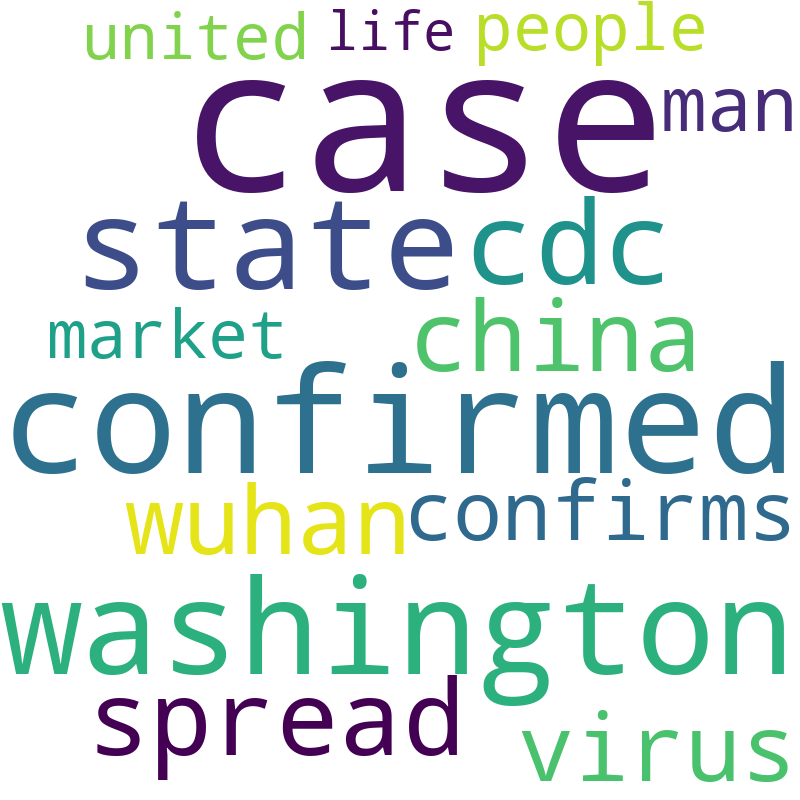 united life people
case man
state cdc
market china
confirmed
wuhan confirms
washington
spread virus